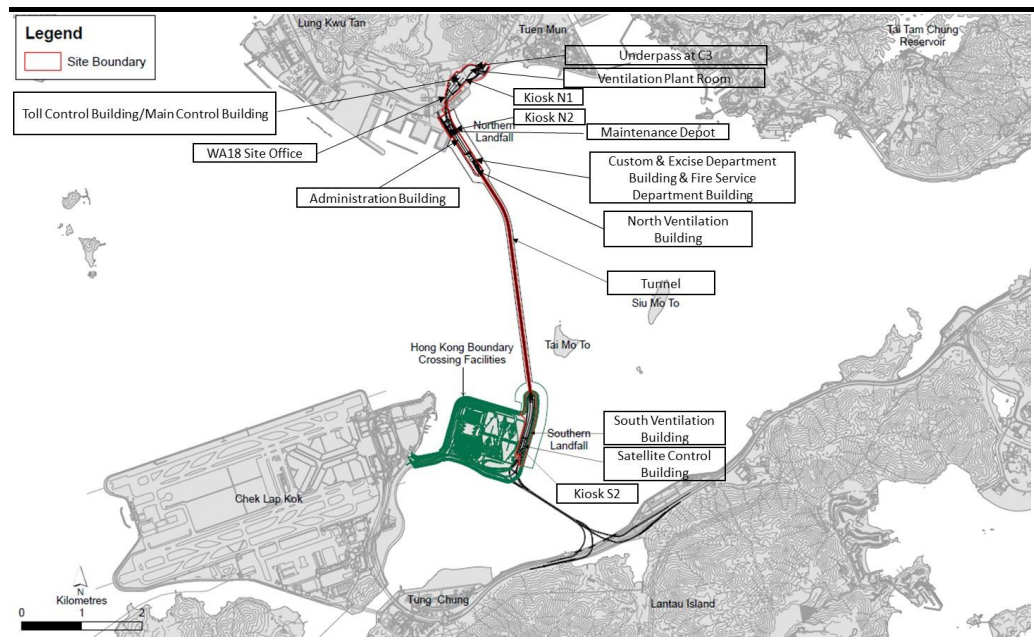 Legend
Site Boundary
Lung Kwu Tan
Tuen Mun
Tai Tam Chung
Reservoir
Underpass at C3
Ventilation Plant Room
Kiosk N1
Toll Control Building/Main Control Building
Kiosk N2
Northern
Landfall
Maintenance Depot
WA18 Site Office
Custom & Excise Department
Building & Fire Service
Department Building
Administration Building
North Ventilation
Building
Tunnel
Siu Mo To
Tai Mo To
Hong Kong Boundary
Crossing Facilities
South Ventilation
Building
Southern
Landfall
Satellite Control
Building
Kiosk S2
Chek Lap Kok
N
Kilometres
0 1 2
Tung Chung
Lantau Island